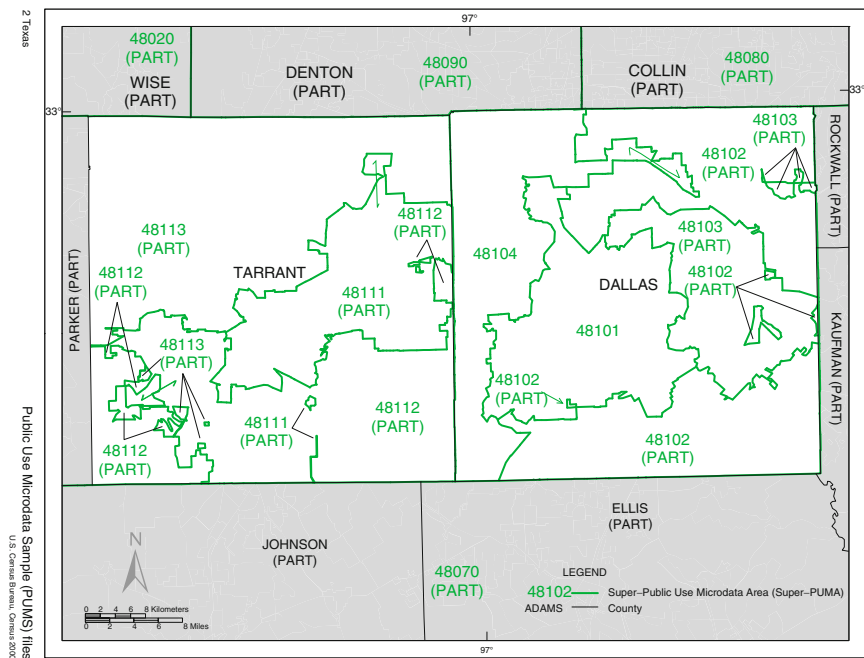 2 Texas
97°
48020
(PART)
WISE
(PART)
DENTON
(PART)
48090
(PART)
COLLIN
(PART)
48080
(PART)
33°
33°
48103
(PART)
48102
(PART)
ROCKWALL (PART)
48113
(PART)
48112
(PART)
48103
(PART)
48104
TARRANT
48112
(PART)
DALLAS
48102
(PART)
48111
(PART)
PARKER (PART)
48101
KAUFMAN (PART)
48113
(PART)
48102
(PART)
48111
(PART)
48112
(PART)
48112
(PART)
48102
(PART)
ELLIS
(PART)
JOHNSON
(PART)
N
48070
(PART)
LEGEND
48102 Super–Public Use Microdata Area (Super–PUMA)
ADAMS County
0 2 4 6 8 Kilometers
0 2 4 6 8 Miles
97°
Public Use Microdata Sample (PUMS) files
U.S. Census Bureau, Census 2000